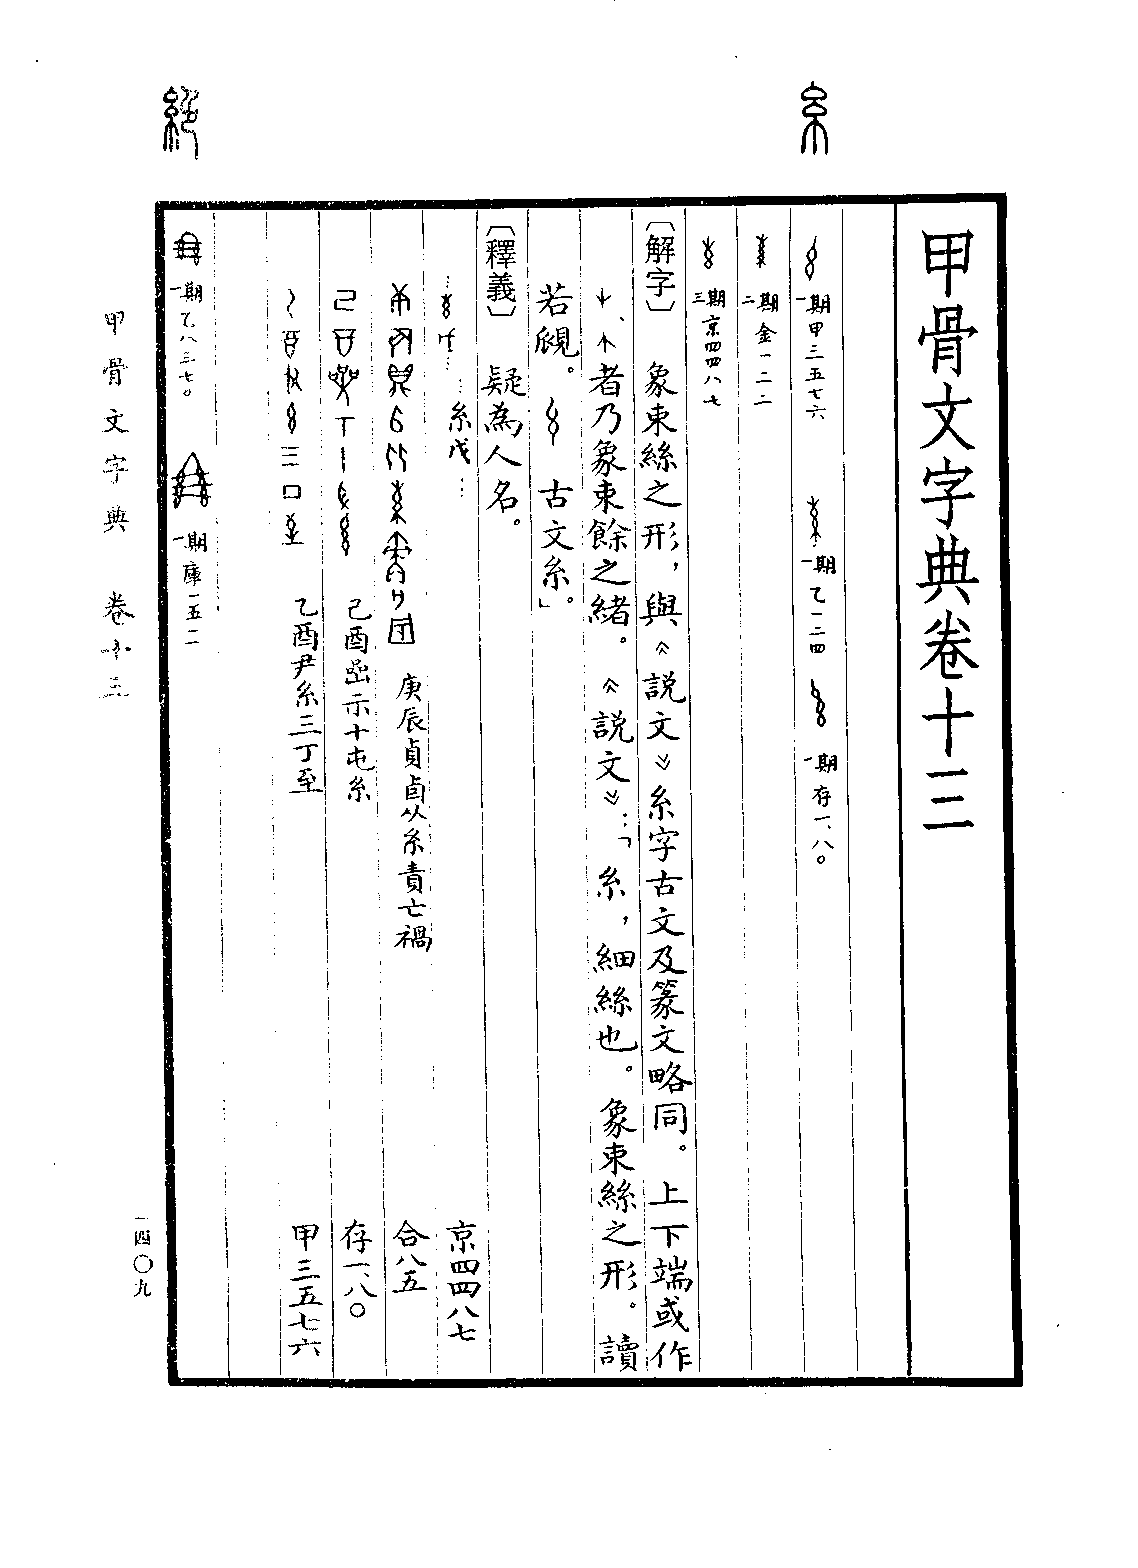 糸
甲骨文字典卷十三
一期甲三五七六 一期乙一二四 一期存一、八〇
二期金一二二
三期京四四八七
〔解字〕象束絲之形，與《説文》糸字古文及篆文略同。上下端或作
、者乃象束餘之緒。《説文》：「糸，細絲也。象束絲之形。讀
若覛。古文糸。」
〔釋義〕疑為人名。
…糸戊… 京四四八七
庚辰貞㠯从糸責亡禍 合八五
己酉示十屯糸 存一、八〇
乙酉尹糸三丁至 甲三五七六
絕
一期乙八三七〇 一期庫一五二
甲骨文字典 卷十三
一四〇九